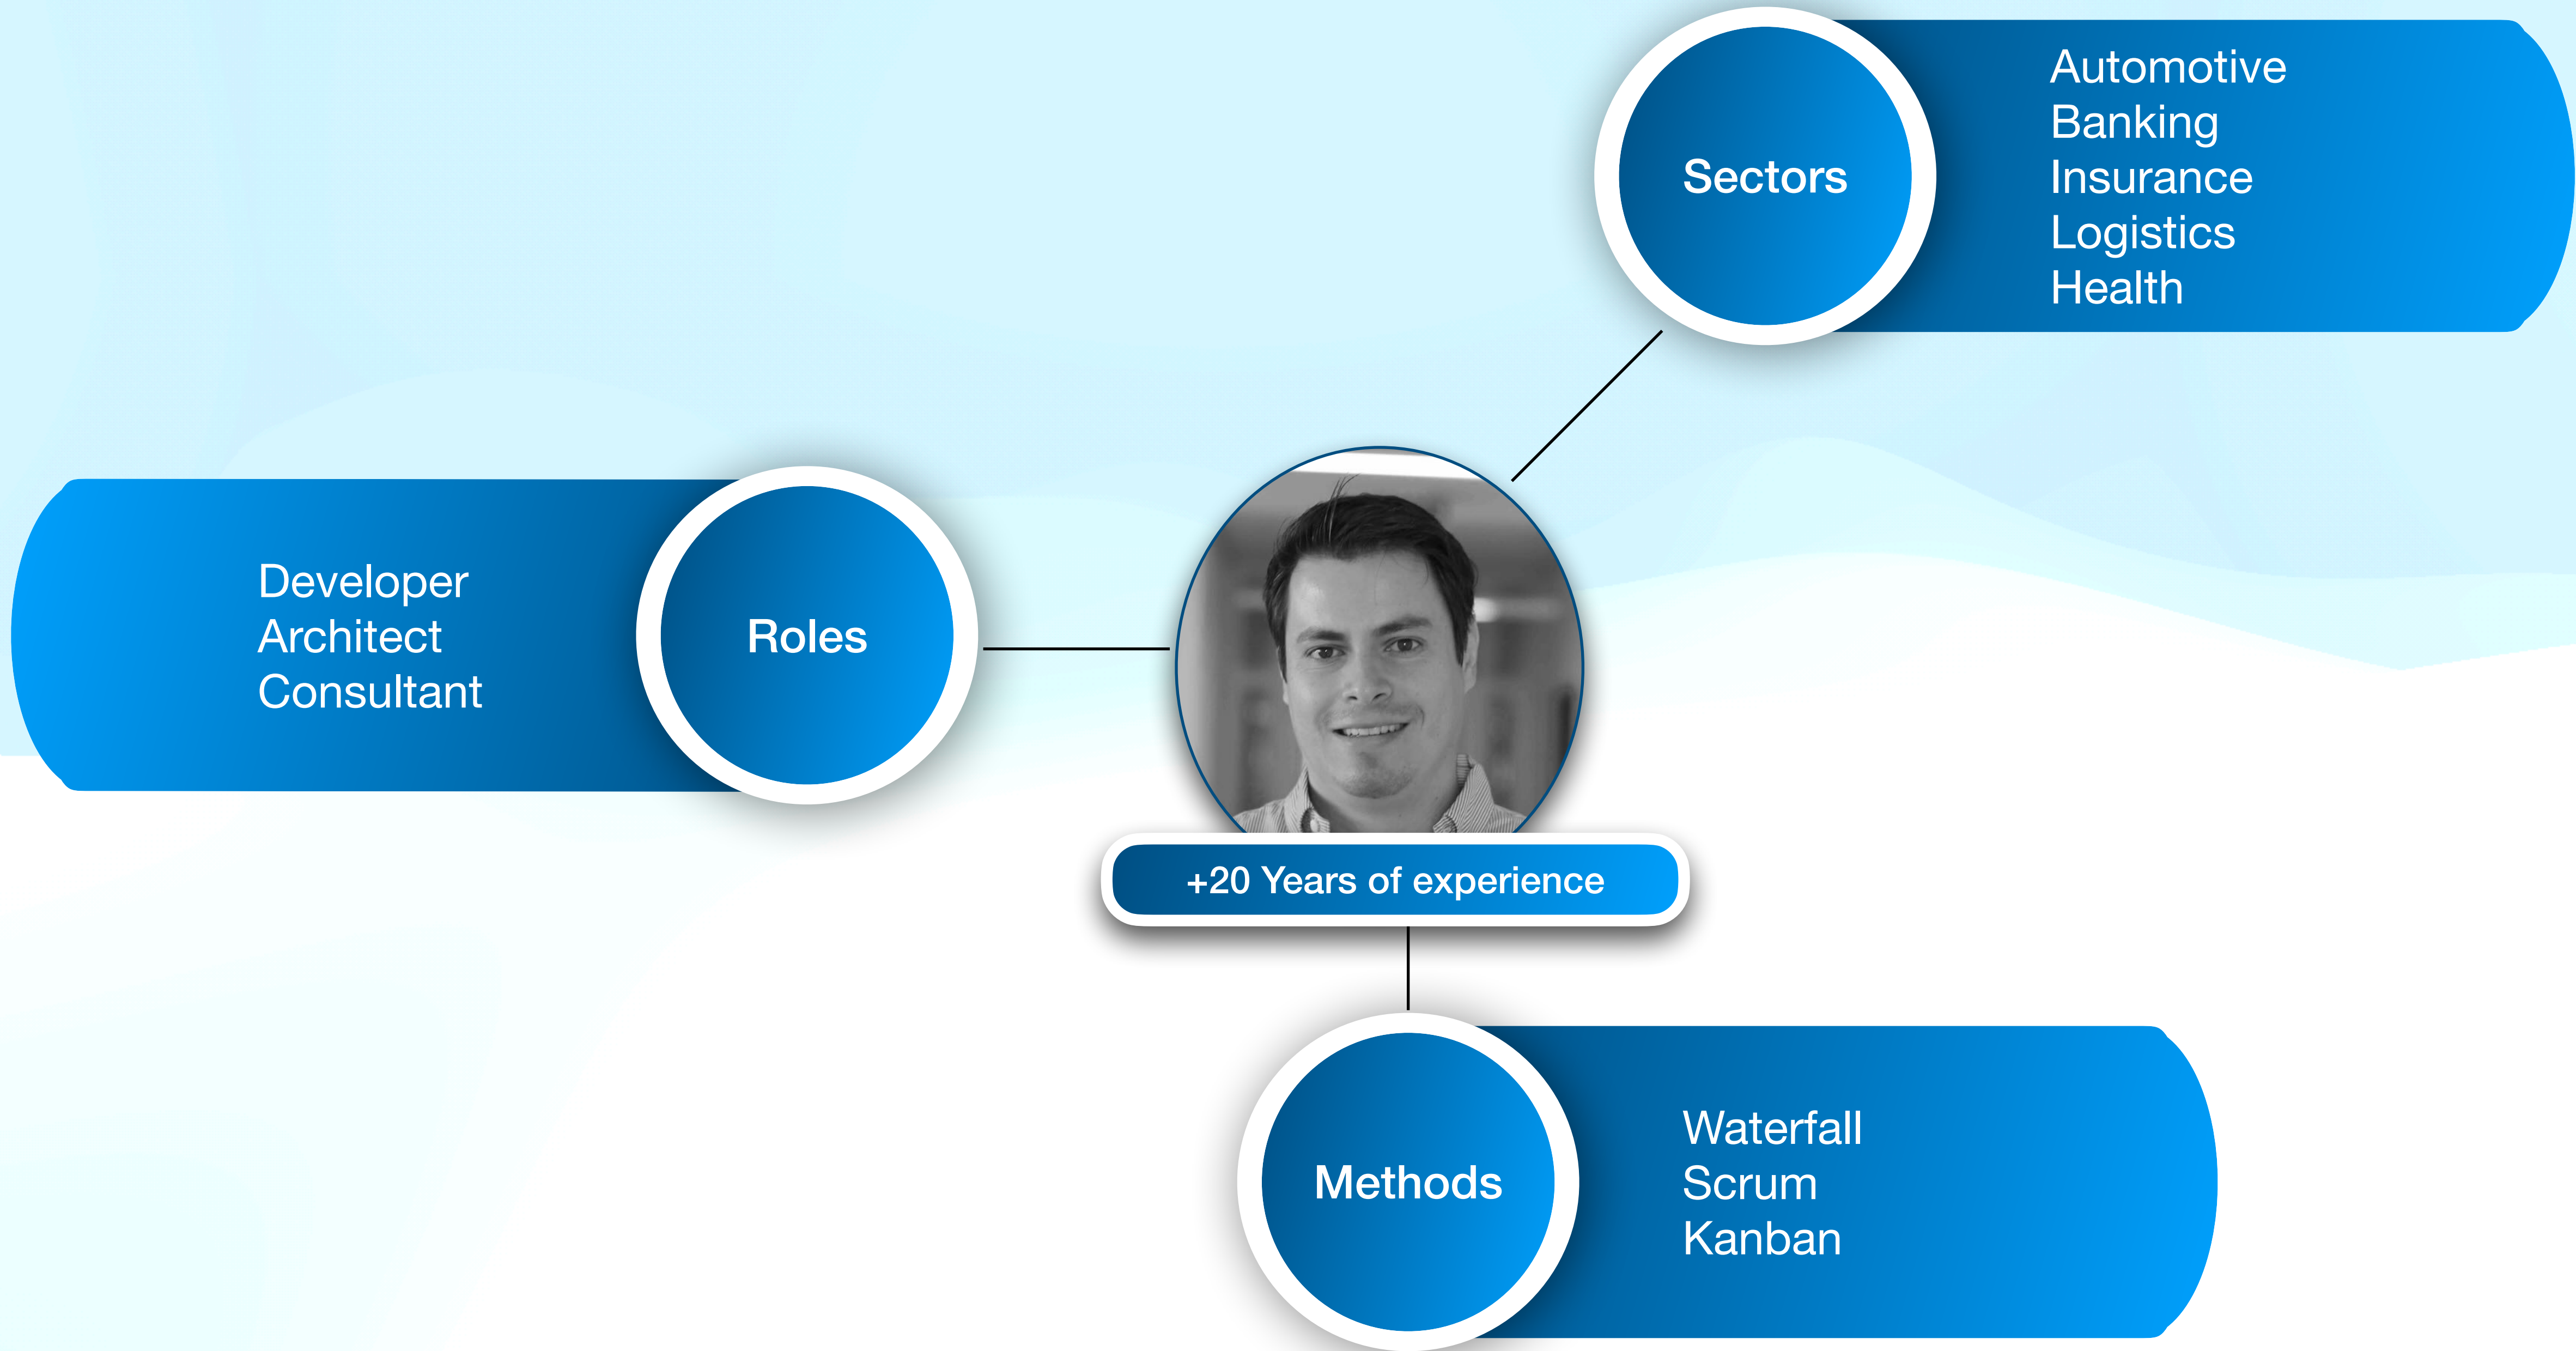 Sectors
Automotive
Banking
Insurance
Logistics
Health
Developer
Architect
Consultant
Roles
+20 Years of experience
Methods
Waterfall
Scrum
Kanban